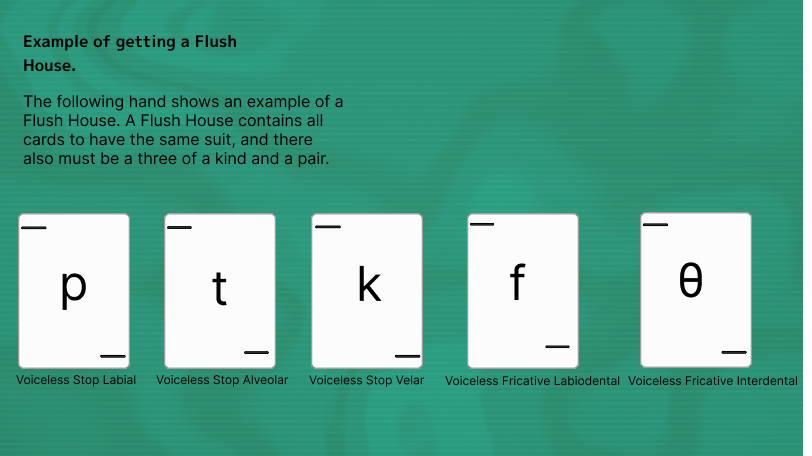 Example of getting a Flush
House.
The following hand shows an example of a
Flush House. A Flush House contains all
cards to have the same suit, and there
also must be a three of a kind and a pair.
p t k f θ
Voiceless Stop Labial Voiceless Stop Alveolar Voiceless Stop Velar Voiceless Fricative Labiodental Voiceless Fricative Interdental